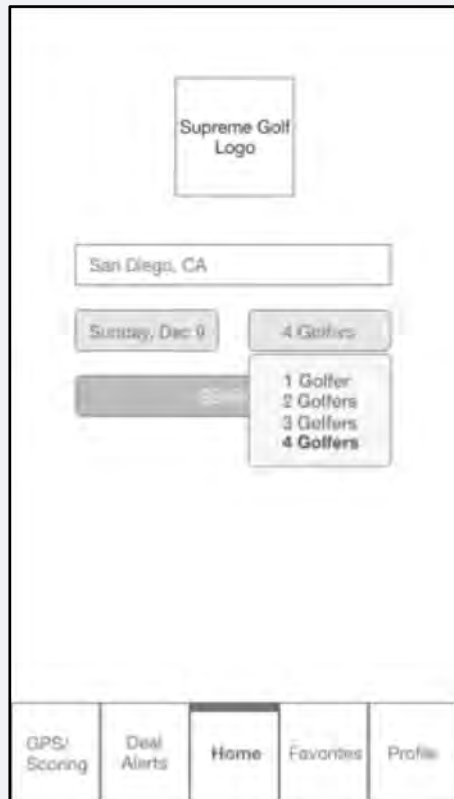 Supreme Golf
Logo
San Diego, CA
Sunday, Dec 9
4 Golfers
1 Golfer
2 Golfers
3 Golfers
4 Golfers
GPS/
Scoring
Deal
Alerts
Home
Favorites
Profile